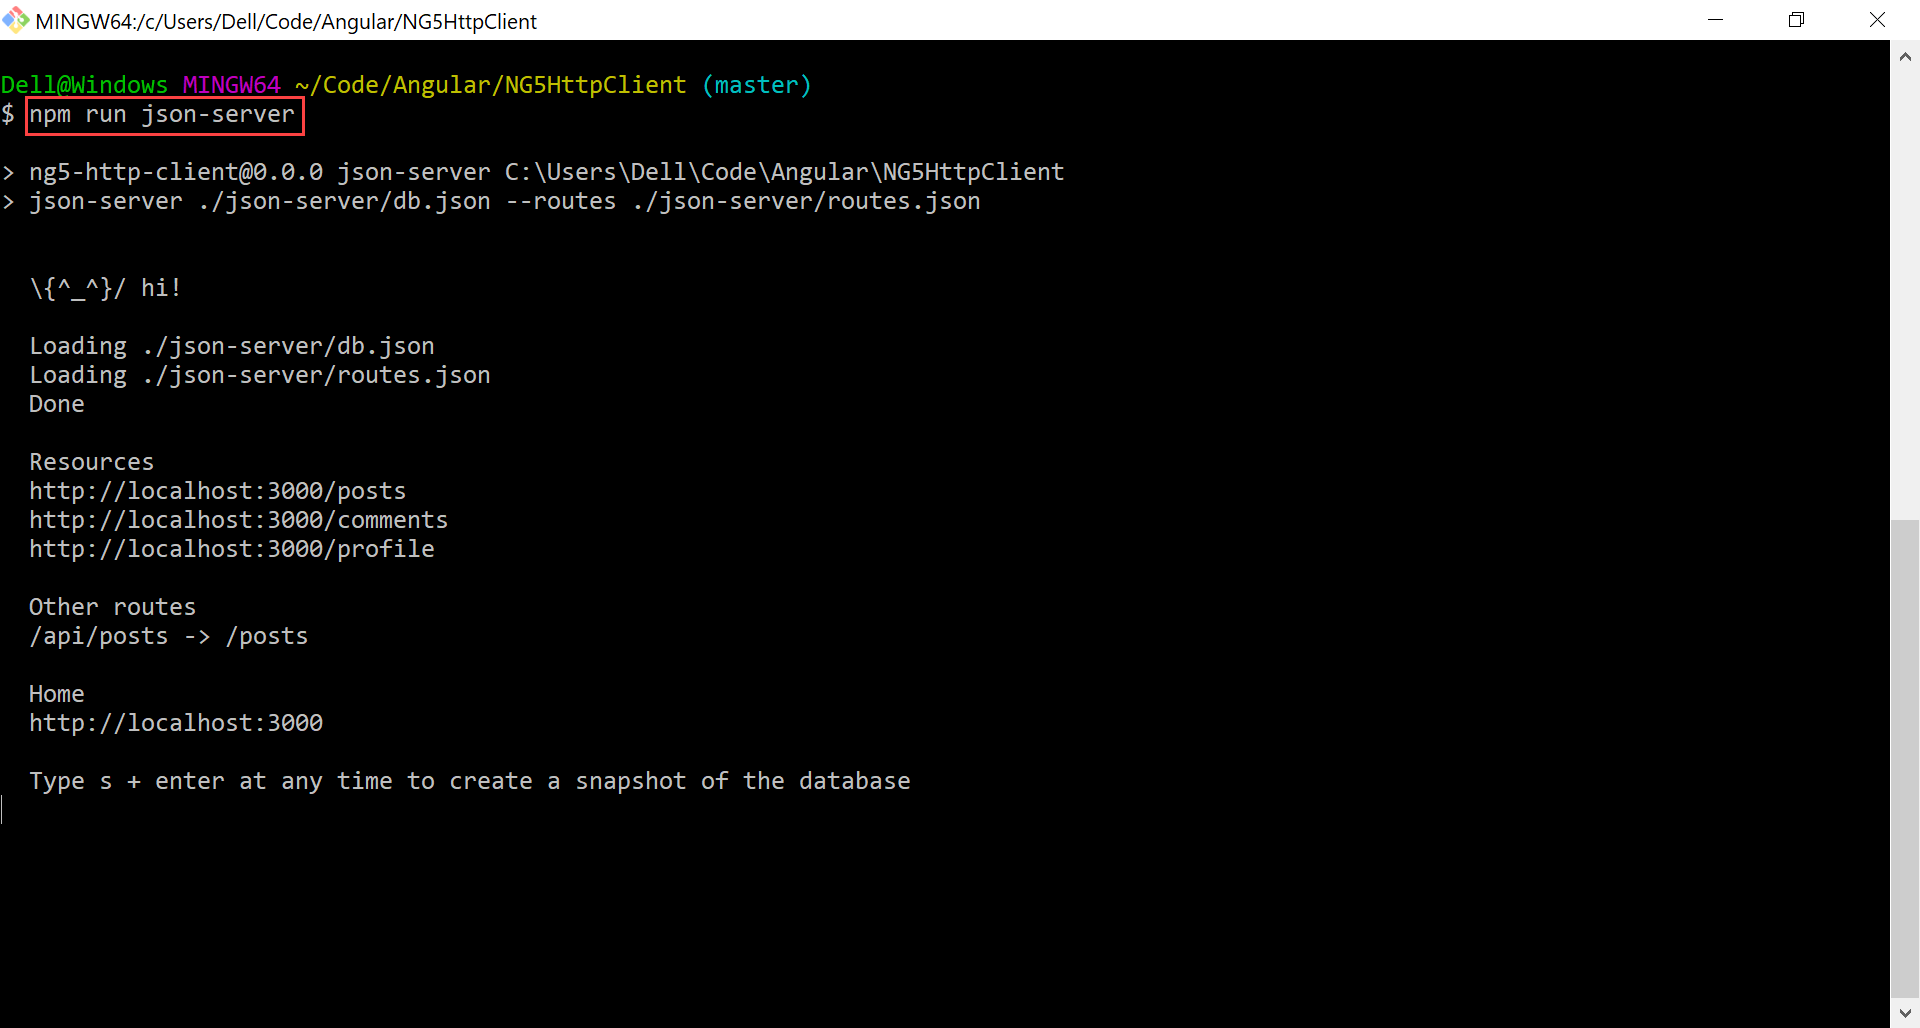 MINGW64:/c/Users/Dell/Code/Angular/NG5HttpClient
Dell@Windows MINGW64 ~/Code/Angular/NG5HttpClient (master)
$ npm run json-server
> ng5-http-client@0.0.0 json-server C:\Users\Dell\Code\Angular\NG5HttpClient
> json-server ./json-server/db.json --routes ./json-server/routes.json
\{^_^}/ hi!
Loading ./json-server/db.json
Loading ./json-server/routes.json
Done
Resources
http://localhost:3000/posts
http://localhost:3000/comments
http://localhost:3000/profile
Other routes
/api/posts -> /posts
Home
http://localhost:3000
Type s + enter at any time to create a snapshot of the database